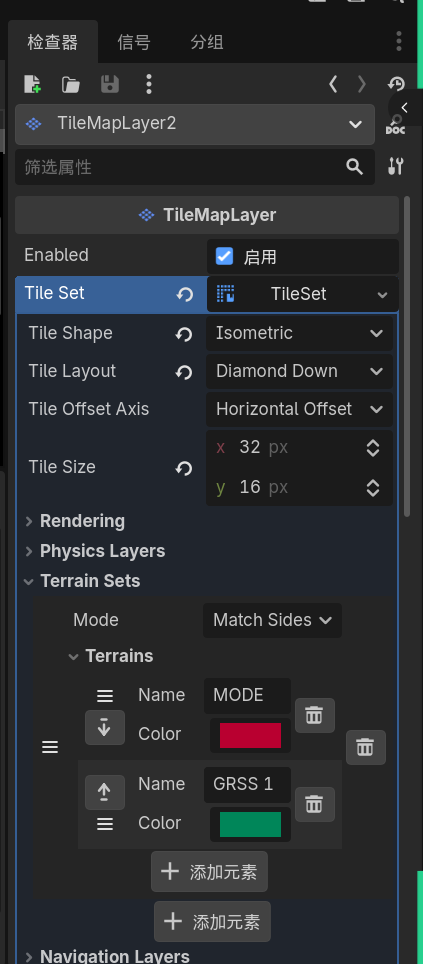 检查器 信号 分组
TileMapLayer2
DOC
筛选属性
TileMapLayer
Enabled 启用
Tile Set TileSet
Tile Shape Isometric
Tile Layout Diamond Down
Tile Offset Axis Horizontal Offset
Tile Size x 32 px
y 16 px
Rendering
Physics Layers
Terrain Sets
Mode Match Sides
Terrains
Name MODE
Color
Name GRSS 1
Color
添加元素
添加元素
Navigation Layers